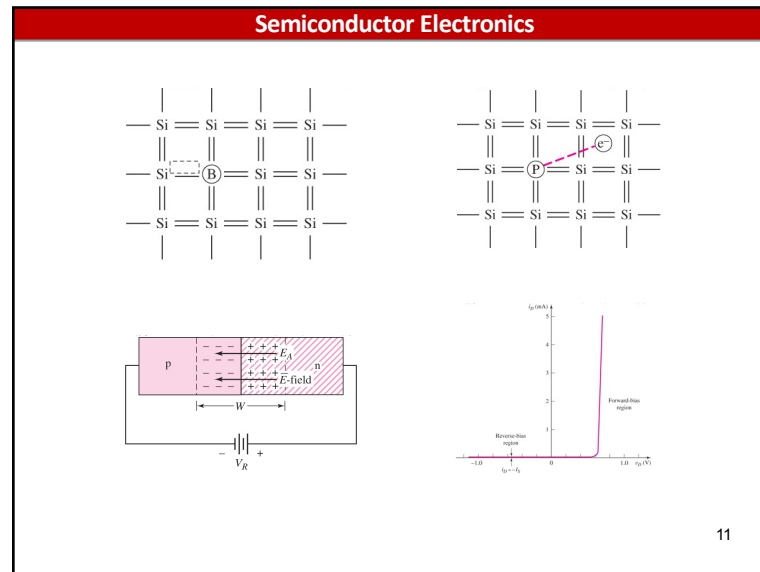 Semiconductor Electronics
Si Si Si Si
Si B Si Si
Si Si Si Si
Si Si Si Si
e−
Si P Si Si
Si Si Si Si
p
− − − + + +
− − − + + +
E_A
n
− − − + + +
− − − + + +
E-field
W
− +
V_R
i_D (mA)
5
4
3
2
1
Forward-bias
region
Reverse-bias
region
−1.0 0 1.0 v_D (V)
i_D = −I_S
11